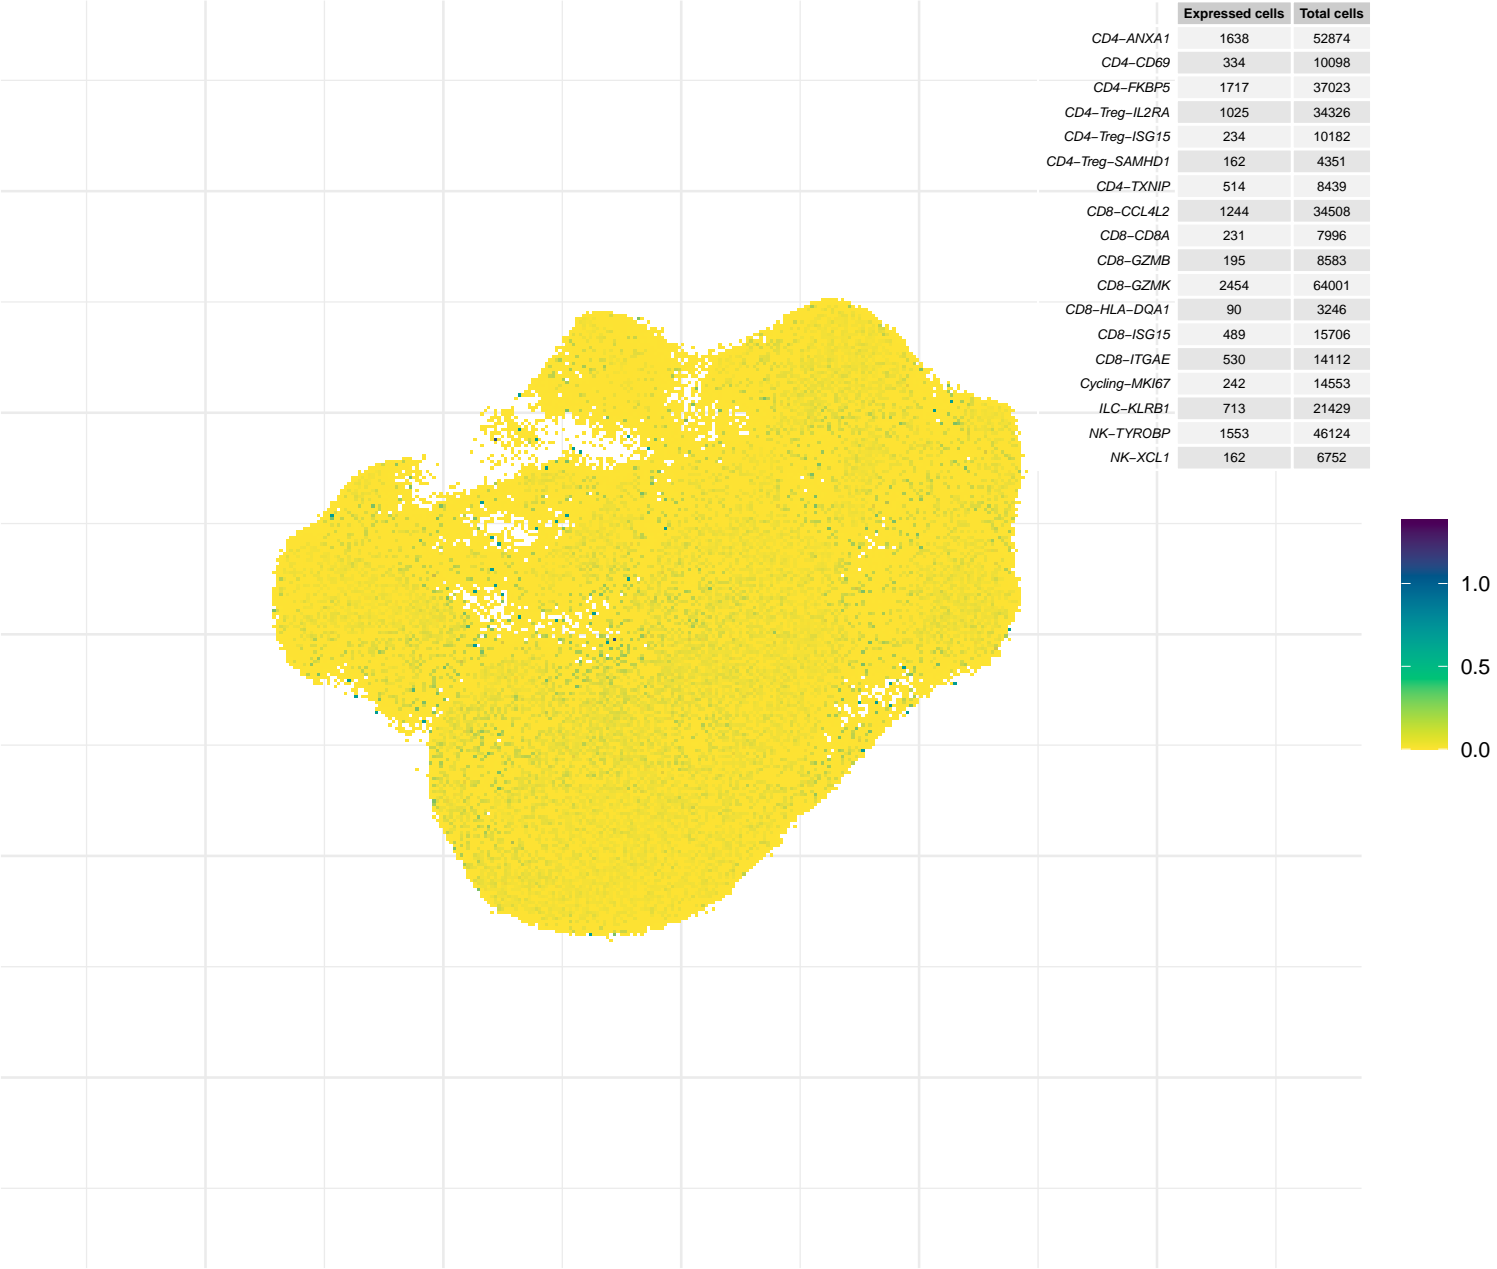 Expressed cells Total cells
CD4−ANXA1 1638 52874
CD4−CD69 334 10098
CD4−FKBP5 1717 37023
CD4−Treg−IL2RA 1025 34326
CD4−Treg−ISG15 234 10182
CD4−Treg−SAMHD1 162 4351
CD4−TXNIP 514 8439
CD8−CCL4L2 1244 34508
CD8−CD8A 231 7996
CD8−GZMB 195 8583
CD8−GZMK 2454 64001
CD8−HLA−DQA1 90 3246
CD8−ISG15 489 15706
CD8−ITGAE 530 14112
Cycling−MKI67 242 14553
ILC−KLRB1 713 21429
NK−TYROBP 1553 46124
NK−XCL1 162 6752
1.0
0.5
0.0